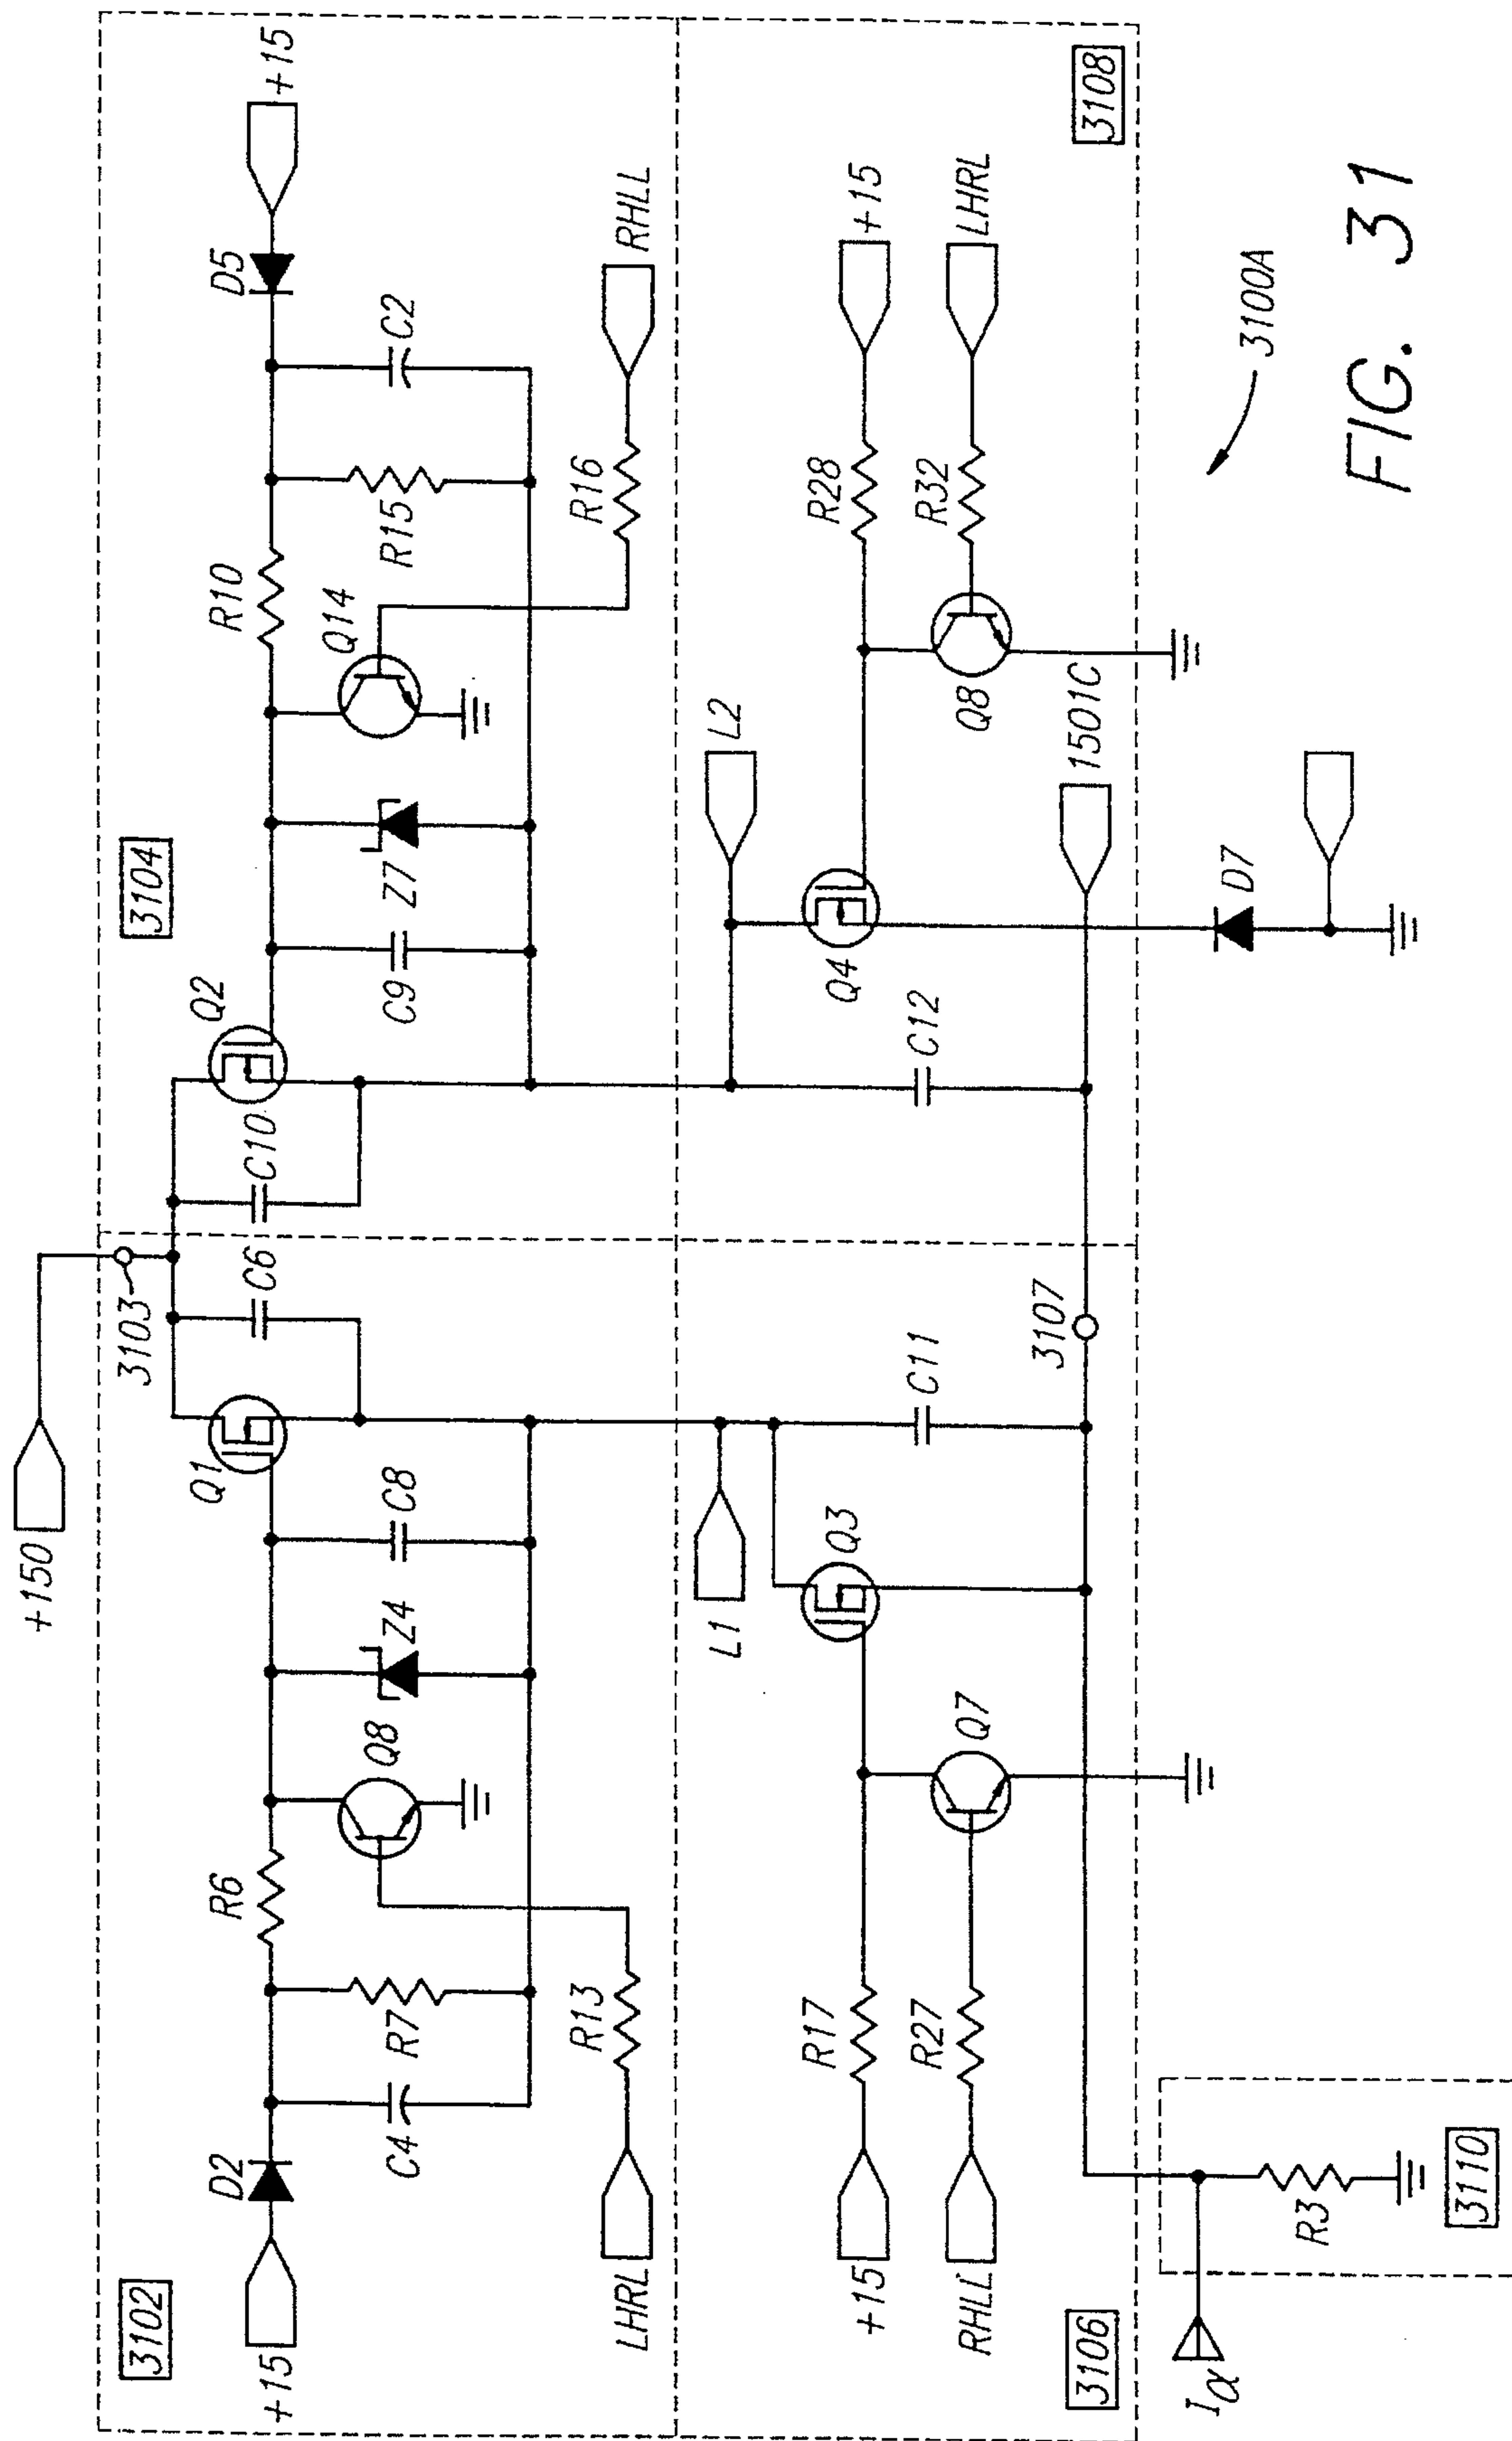 +150
3103
3102
3104
+15
D2
C4
R7
R6
Q8
Z4
C8
Q1
C6
C10
Q2
C9
Z7
Q14
R10
R15
C2
D5
+15
LHRL
R13
R16
RHLL
L1
L2
+15
R17
Q3
C11
C12
Q4
R28
+15
RHLL
R27
Q7
Q8
R32
LHRL
3107
1501C
3106
3108
Iα
R3
3110
D7
3100A
FIG. 31